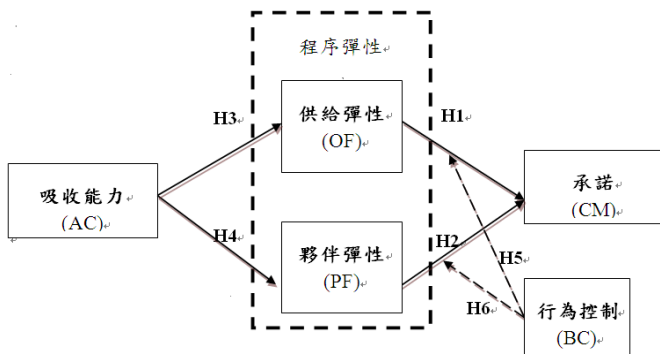 程序彈性
供給彈性
(OF)
H3
H1
吸收能力
(AC)
承諾
(CM)
H4
夥伴彈性
(PF)
H2
H5
H6
行為控制
(BC)